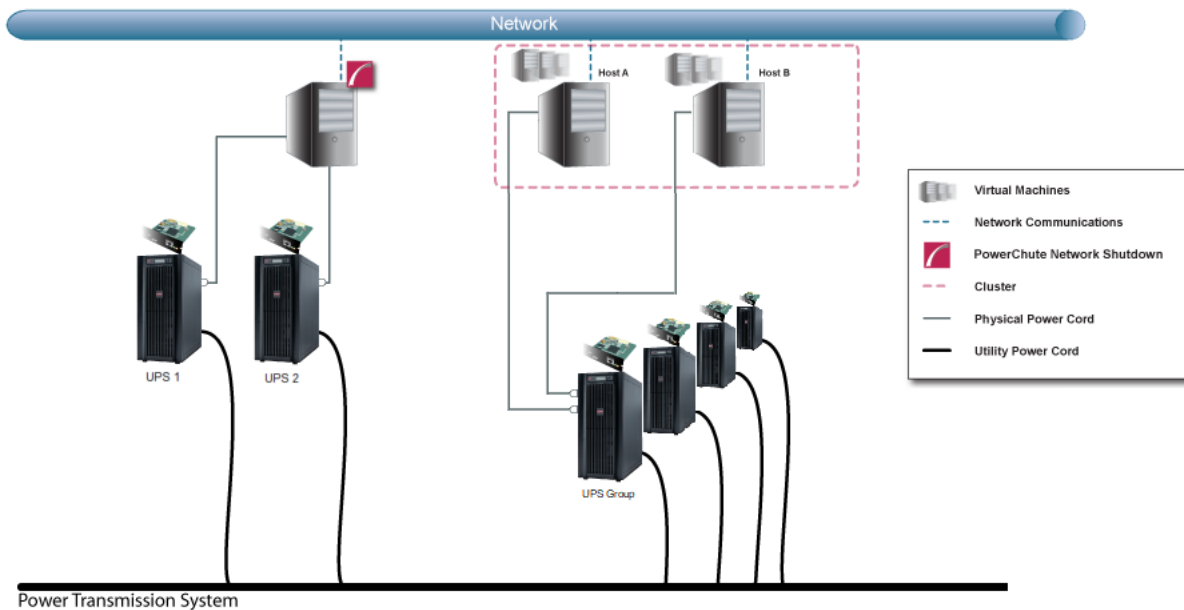 Network
Host A
Host B
Virtual Machines
Network Communications
PowerChute Network Shutdown
Cluster
Physical Power Cord
Utility Power Cord
UPS 1
UPS 2
UPS Group
Power Transmission System